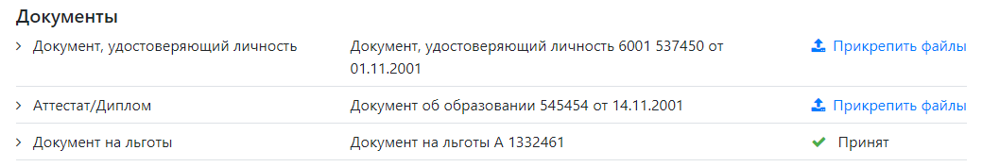 Документы
Документ, удостоверяющий личность Документ, удостоверяющий личность 6001 537450 от 01.11.2001 Прикрепить файлы
Аттестат/Диплом Документ об образовании 545454 от 14.11.2001 Прикрепить файлы
Документ на льготы Документ на льготы А 1332461 Принят